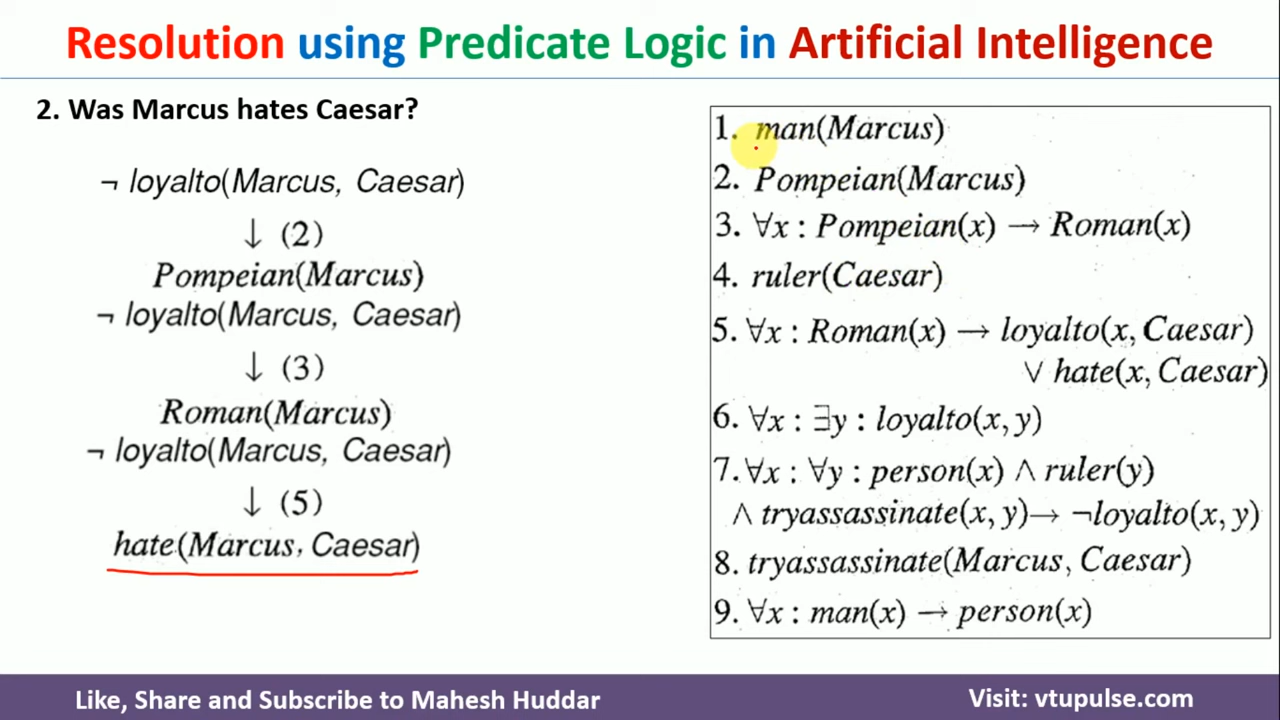 Resolution using Predicate Logic in Artificial Intelligence
2. Was Marcus hates Caesar?
¬ loyalto(Marcus, Caesar)
↓ (2)
Pompeian(Marcus)
¬ loyalto(Marcus, Caesar)
↓ (3)
Roman(Marcus)
¬ loyalto(Marcus, Caesar)
↓ (5)
hate(Marcus, Caesar)
1. man(Marcus)
2. Pompeian(Marcus)
3. ∀x : Pompeian(x) → Roman(x)
4. ruler(Caesar)
5. ∀x : Roman(x) → loyalto(x, Caesar)
∨ hate(x, Caesar)
6. ∀x : ∃y : loyalto(x, y)
7. ∀x : ∀y : person(x) ∧ ruler(y)
∧ tryassassinate(x, y)→ ¬loyalto(x, y)
8. tryassassinate(Marcus, Caesar)
9. ∀x : man(x) → person(x)
Like, Share and Subscribe to Mahesh Huddar
Visit: vtupulse.com